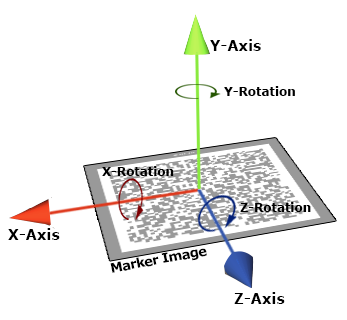 Y-Axis
Y-Rotation
X-Rotation
Z-Rotation
X-Axis
Marker Image
Z-Axis